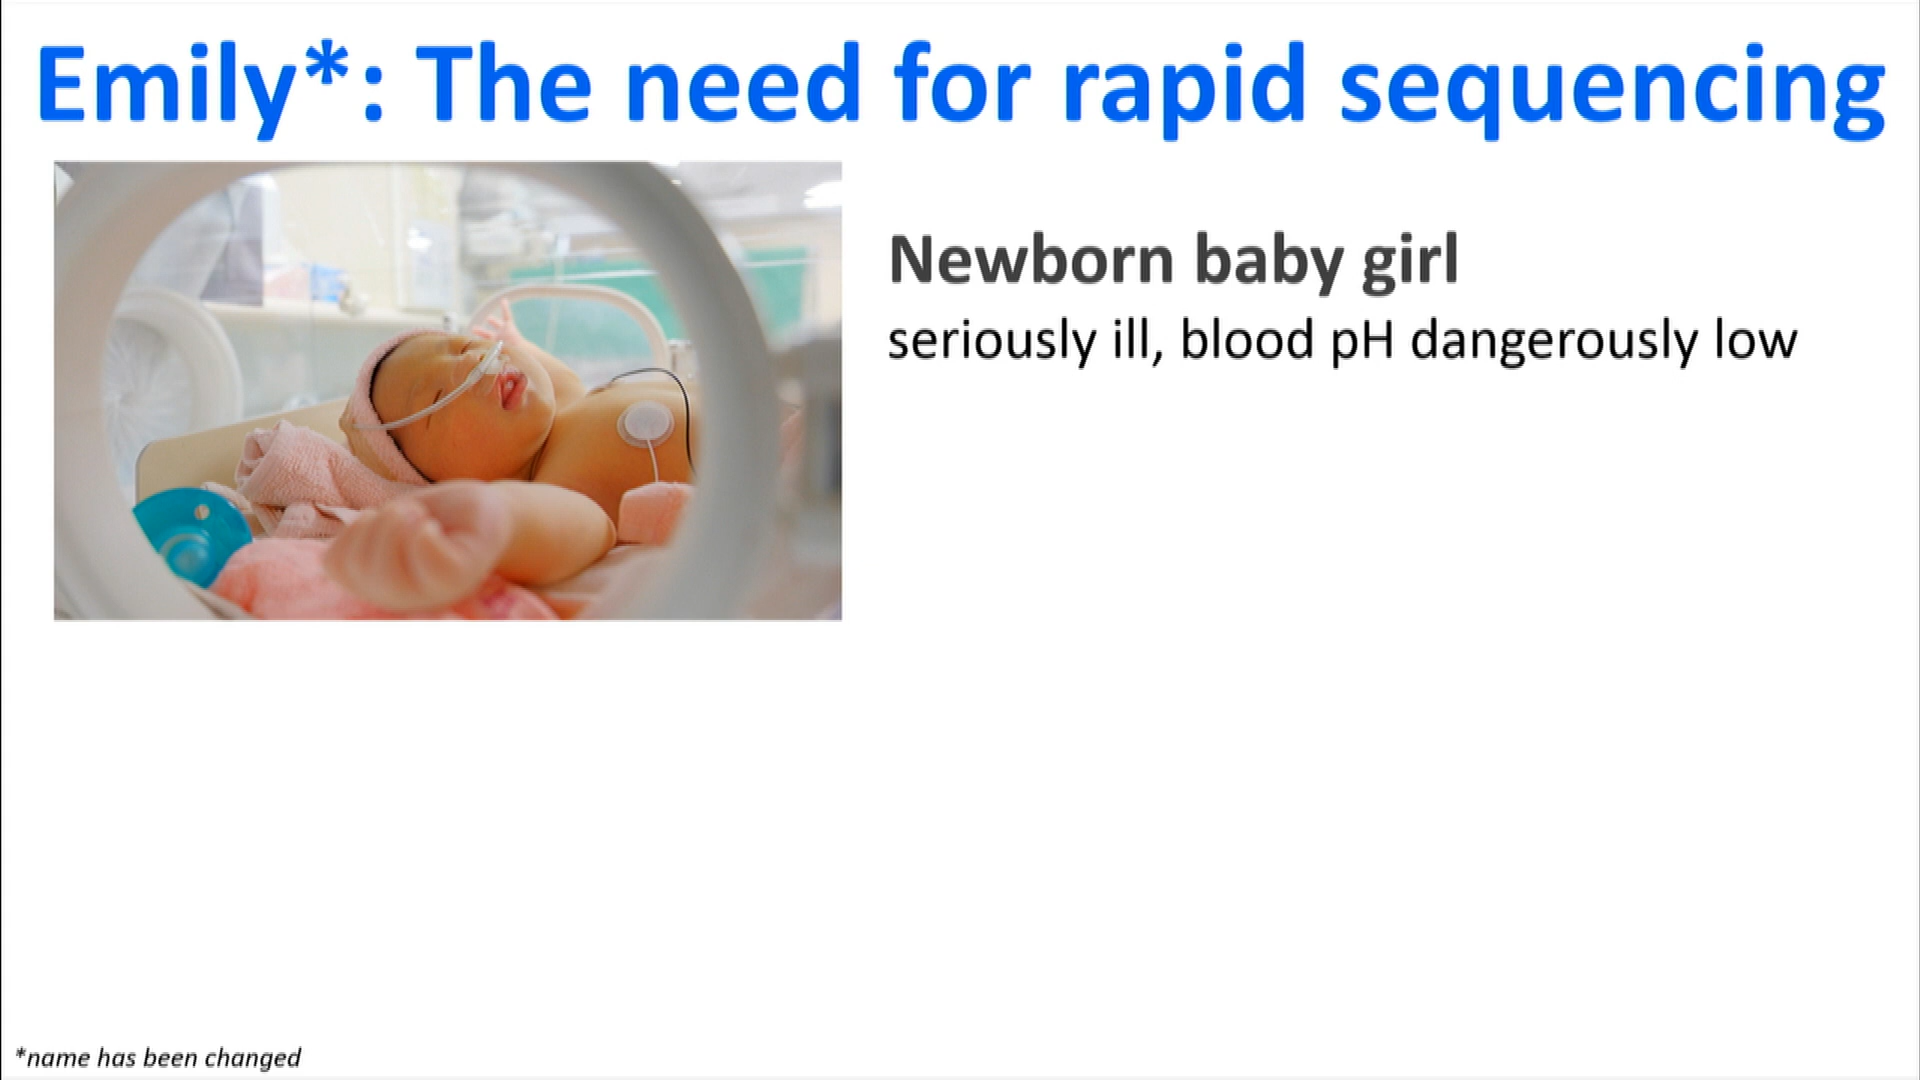 Emily*: The need for rapid sequencing
Newborn baby girl
seriously ill, blood pH dangerously low
*name has been changed